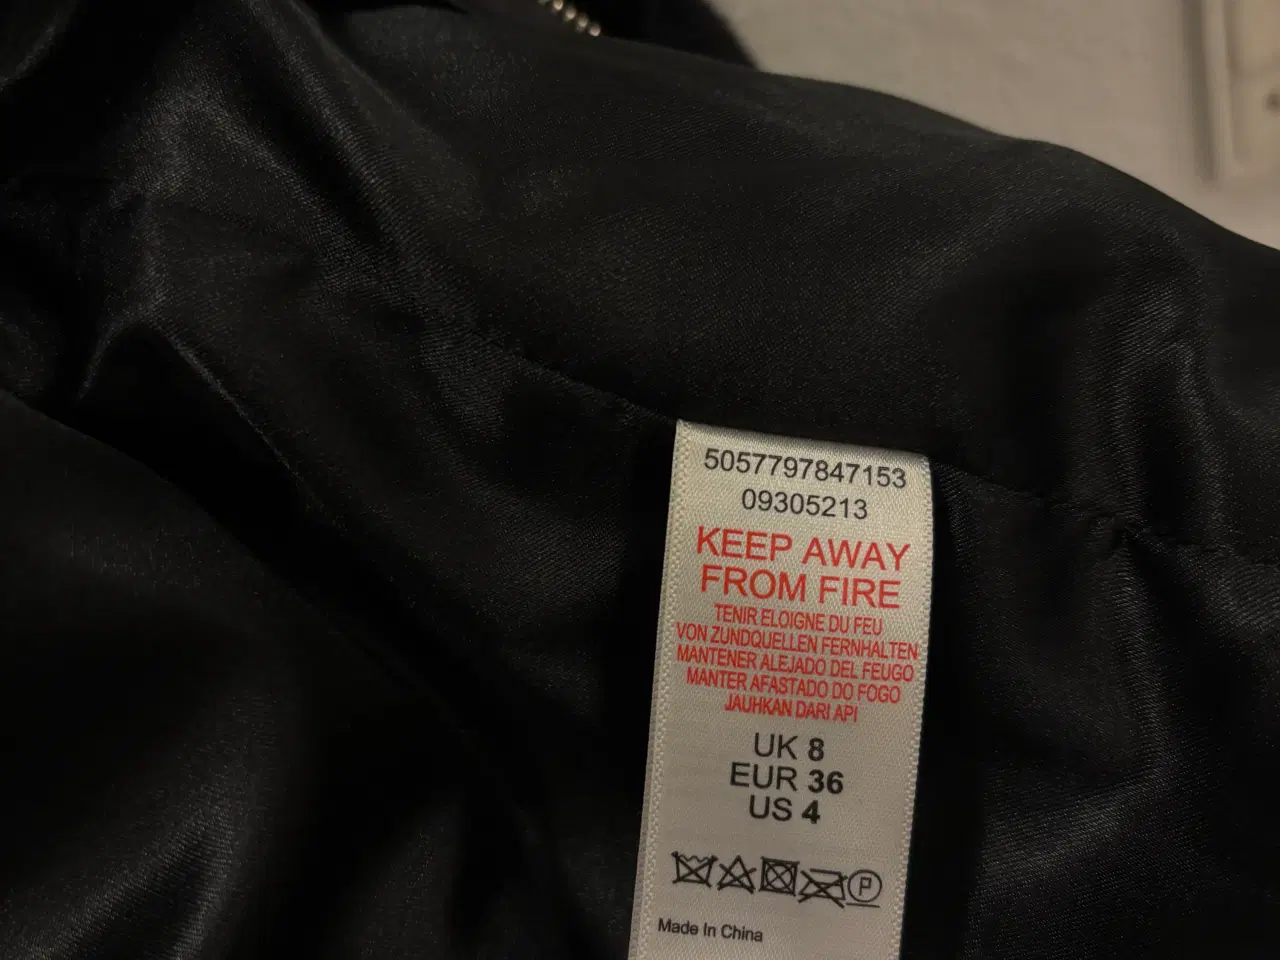 5057797847153
09305213
KEEP AWAY
FROM FIRE
TENIR ELOIGNE DU FEU
VON ZUNDQUELLEN FERNHALTEN
MANTENER ALEJADO DEL FEUGO
MANTER AFASTADO DO FOGO
JAUHKAN DARI API
UK 8
EUR 36
US 4
P
Made In China